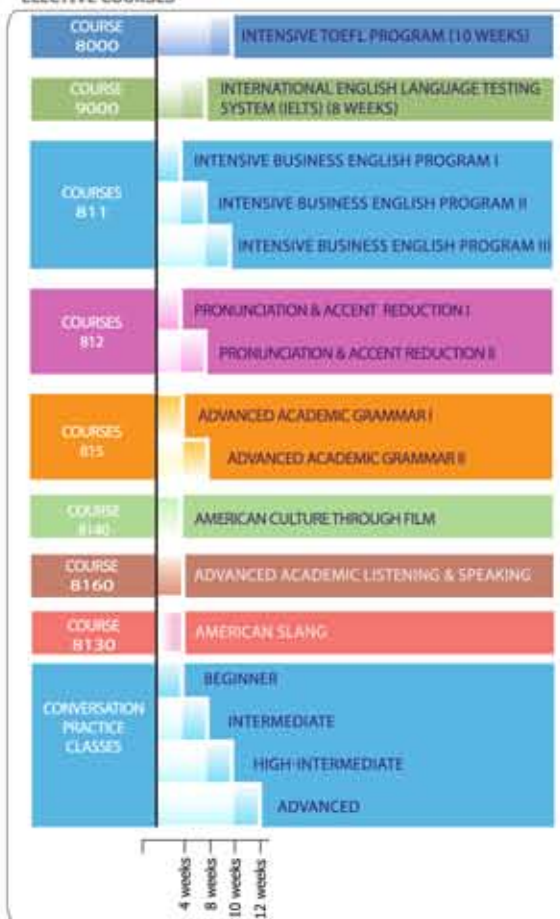 ELECTIVE COURSES
COURSE
8000
INTENSIVE TOEFL PROGRAM (10 WEEKS)
COURSE
9000
INTERNATIONAL ENGLISH LANGUAGE TESTING
SYSTEM (IELTS) (8 WEEKS)
COURSES
811
INTENSIVE BUSINESS ENGLISH PROGRAM I
INTENSIVE BUSINESS ENGLISH PROGRAM II
INTENSIVE BUSINESS ENGLISH PROGRAM III
COURSES
812
PRONUNCIATION & ACCENT REDUCTION I
PRONUNCIATION & ACCENT REDUCTION II
COURSES
815
ADVANCED ACADEMIC GRAMMAR I
ADVANCED ACADEMIC GRAMMAR II
COURSE
8140
AMERICAN CULTURE THROUGH FILM
COURSE
8160
ADVANCED ACADEMIC LISTENING & SPEAKING
COURSE
8130
AMERICAN SLANG
CONVERSATION
PRACTICE
CLASSES
BEGINNER
INTERMEDIATE
HIGH-INTERMEDIATE
ADVANCED
4 weeks
8 weeks
10 weeks
12 weeks